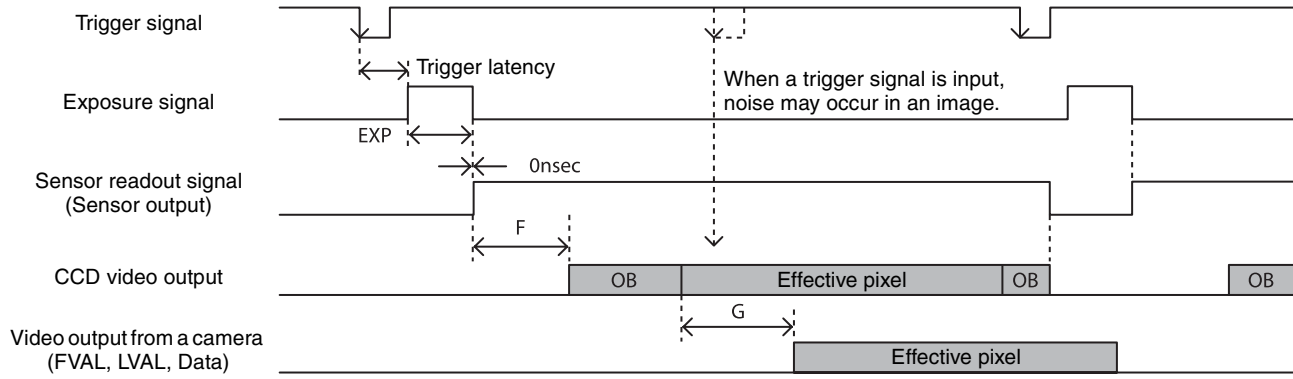 Trigger signal
Trigger latency
When a trigger signal is input,
noise may occur in an image.
Exposure signal
EXP
0nsec
Sensor readout signal
(Sensor output)
F
CCD video output
OB
Effective pixel
OB
OB
G
Video output from a camera
(FVAL, LVAL, Data)
Effective pixel